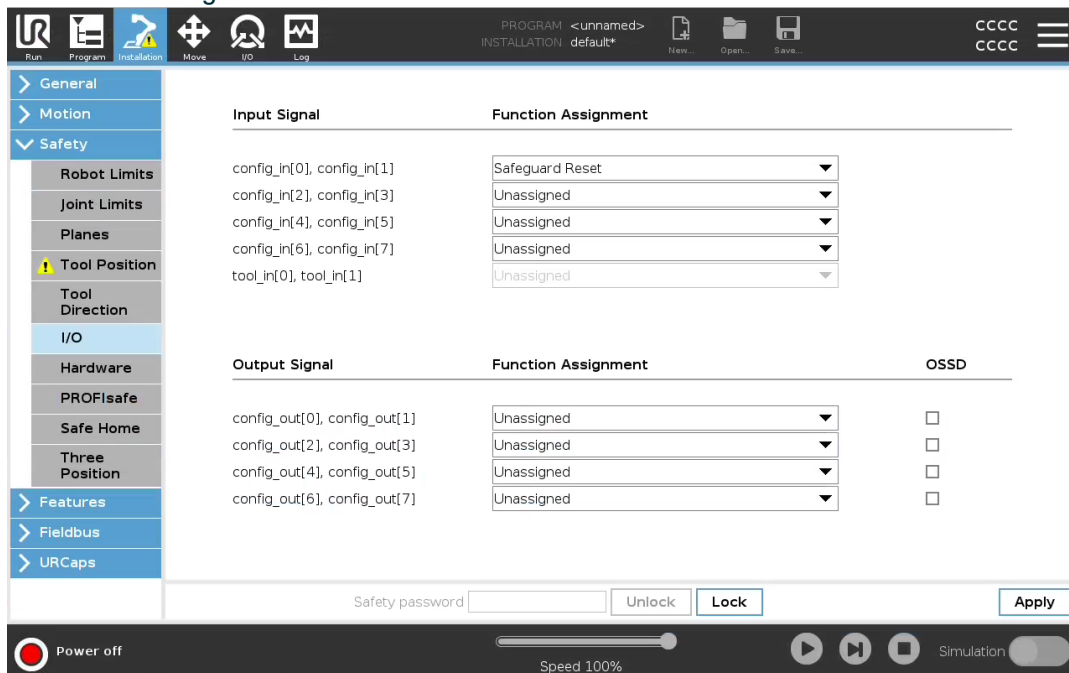 PROGRAM <unnamed>
INSTALLATION default*
UR
Run Program Installation Move I/O Log New... Open... Save...
CCCC
CCCC
General
Motion
Safety
Robot Limits
Joint Limits
Planes
Tool Position
Tool
Direction
I/O
Hardware
PROFIsafe
Safe Home
Three
Position
Features
Fieldbus
URCaps
Input Signal Function Assignment
config_in[0], config_in[1] Safeguard Reset
config_in[2], config_in[3] Unassigned
config_in[4], config_in[5] Unassigned
config_in[6], config_in[7] Unassigned
tool_in[0], tool_in[1] Unassigned
Output Signal Function Assignment OSSD
config_out[0], config_out[1] Unassigned
config_out[2], config_out[3] Unassigned
config_out[4], config_out[5] Unassigned
config_out[6], config_out[7] Unassigned
Safety password Unlock Lock Apply
Power off
Speed 100%
Simulation